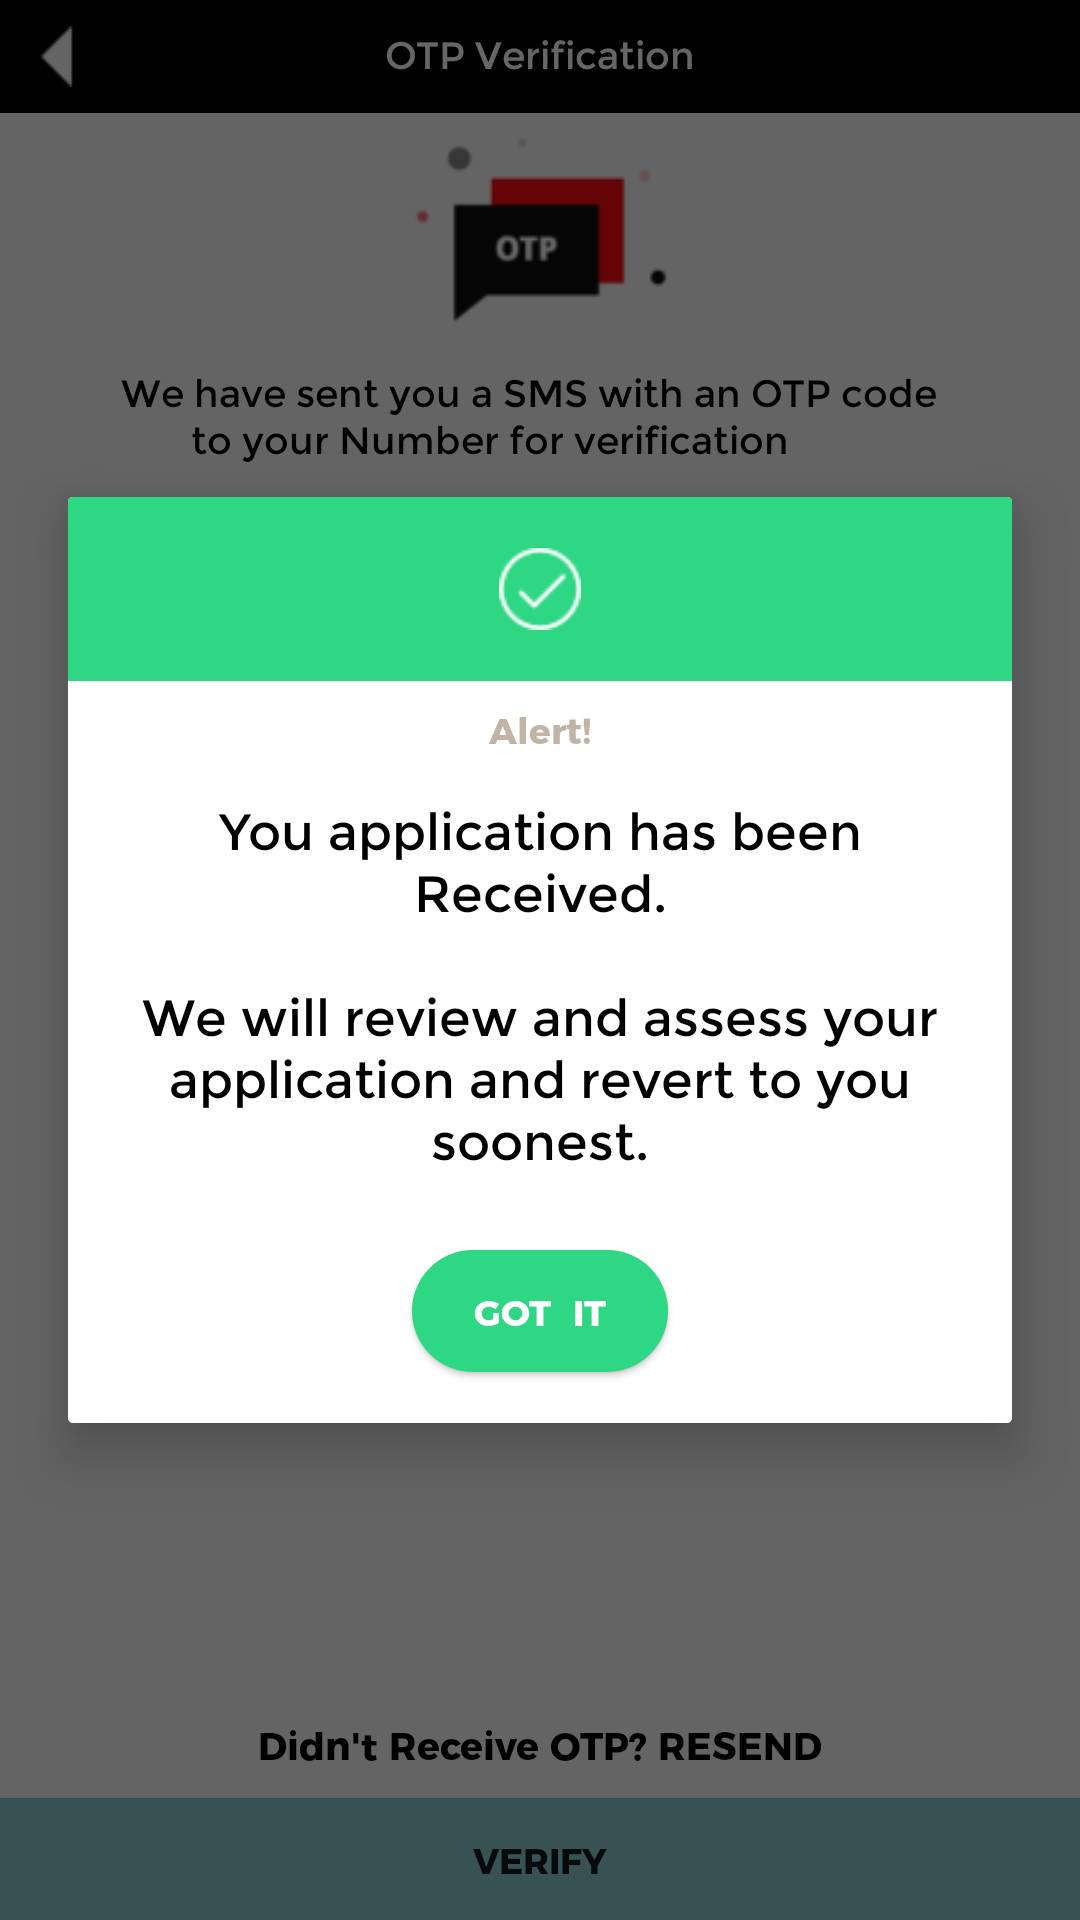 OTP Verification
OTP
We have sent you a SMS with an OTP code
to your Number for verification
Alert!
You application has been
Received.
We will review and assess your
application and revert to you
soonest.
GOT IT
Didn't Receive OTP? RESEND
VERIFY